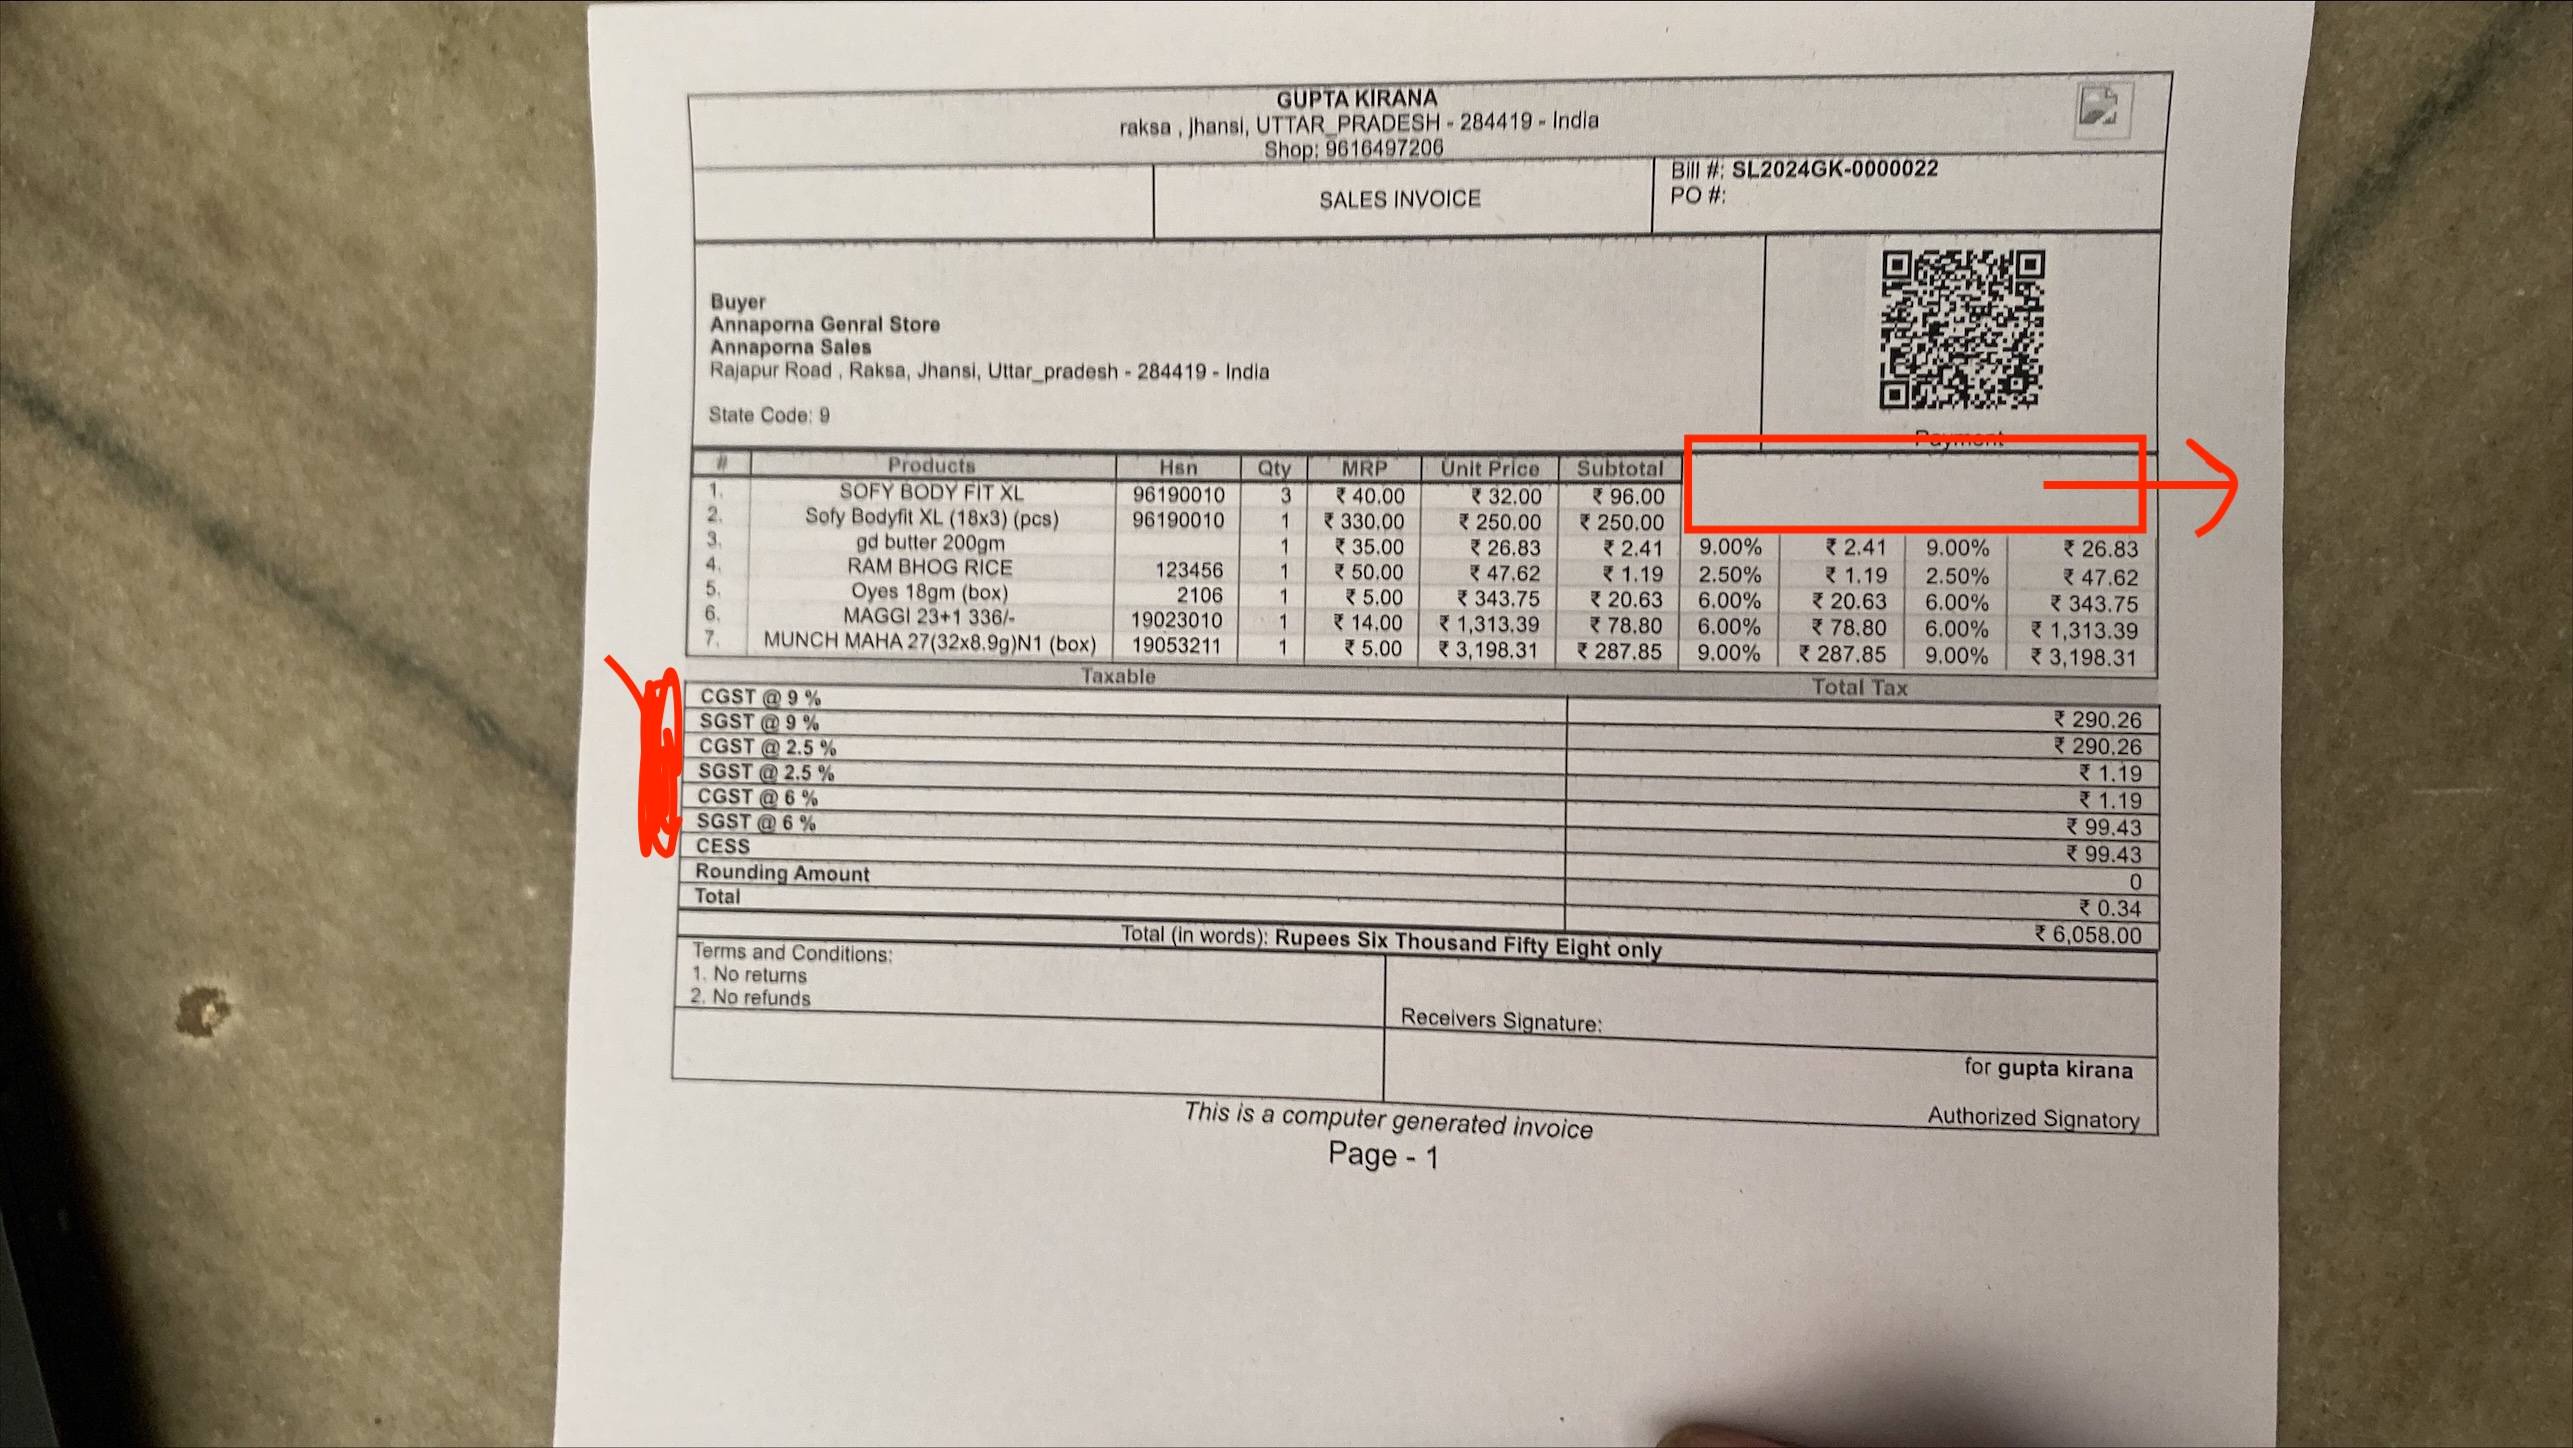 GUPTA KIRANA
raksa , jhansi, UTTAR_PRADESH - 284419 - India
Shop: 9616497206
SALES INVOICE
Bill #: SL2024GK-0000022
PO #:
Buyer
Annaporna Genral Store
Annaporna Sales
Rajapur Road , Raksa, Jhansi, Uttar_pradesh - 284419 - India
State Code: 9
Payment
# Products Hsn Qty MRP Unit Price Subtotal
1. SOFY BODY FIT XL 96190010 3 ₹ 40.00 ₹ 32.00 ₹ 96.00
2. Sofy Bodyfit XL (18x3) (pcs) 96190010 1 ₹ 330.00 ₹ 250.00 ₹ 250.00
3. gd butter 200gm 1 ₹ 35.00 ₹ 26.83 ₹ 2.41 9.00% ₹ 2.41 9.00% ₹ 26.83
4. RAM BHOG RICE 123456 1 ₹ 50.00 ₹ 47.62 ₹ 1.19 2.50% ₹ 1.19 2.50% ₹ 47.62
5. Oyes 18gm (box) 2106 1 ₹ 5.00 ₹ 343.75 ₹ 20.63 6.00% ₹ 20.63 6.00% ₹ 343.75
6. MAGGI 23+1 336/- 19023010 1 ₹ 14.00 ₹ 1,313.39 ₹ 78.80 6.00% ₹ 78.80 6.00% ₹ 1,313.39
7. MUNCH MAHA 27(32x8.9g)N1 (box) 19053211 1 ₹ 5.00 ₹ 3,198.31 ₹ 287.85 9.00% ₹ 287.85 9.00% ₹ 3,198.31
Taxable Total Tax
CGST @ 9 % ₹ 290.26
SGST @ 9 % ₹ 290.26
CGST @ 2.5 % ₹ 1.19
SGST @ 2.5 % ₹ 1.19
CGST @ 6 % ₹ 99.43
SGST @ 6 % ₹ 99.43
CESS 0
Rounding Amount ₹ 0.34
Total ₹ 6,058.00
Total (in words): Rupees Six Thousand Fifty Eight only
Terms and Conditions:
1. No returns
2. No refunds
Receivers Signature:
for gupta kirana
Authorized Signatory
This is a computer generated invoice
Page - 1